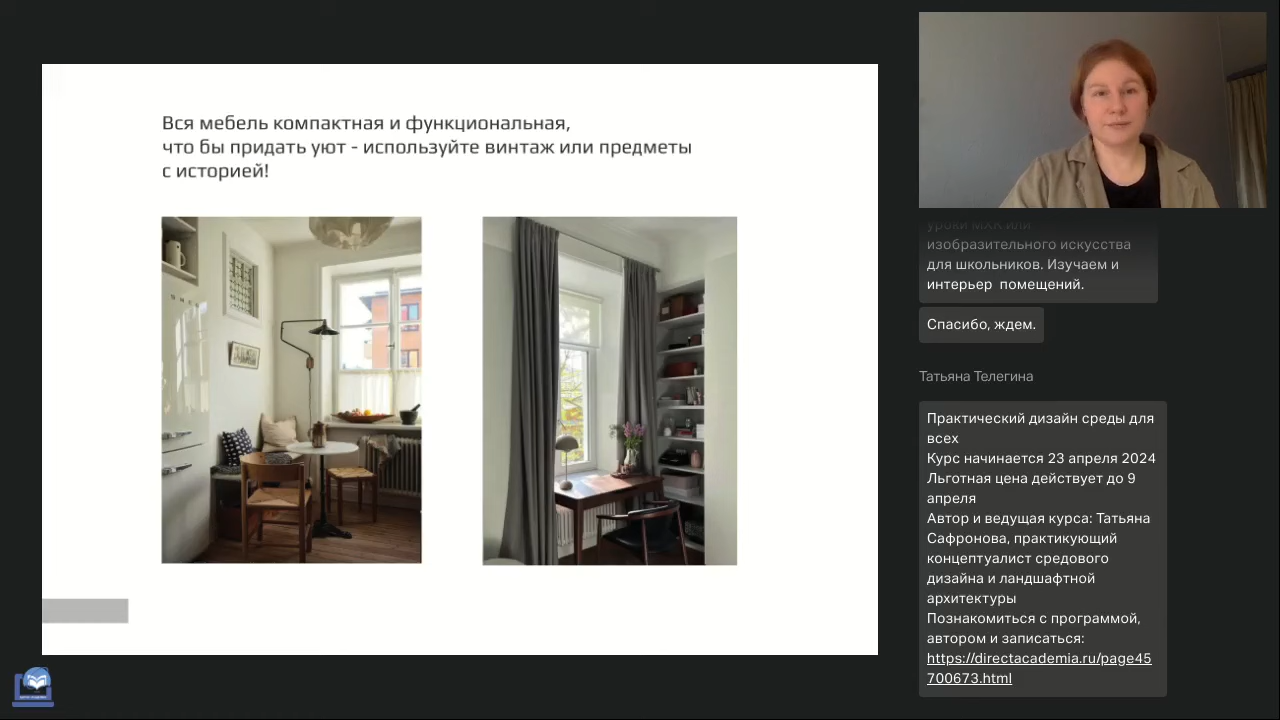 Вся мебель компактная и функциональная,
что бы придать уют - используйте винтаж или предметы
с историей!
уроки МХК или
изобразительного искусства
для школьников. Изучаем и
интерьер помещений.
Спасибо, ждем.
Татьяна Телегина
Практический дизайн среды для
всех
Курс начинается 23 апреля 2024
Льготная цена действует до 9
апреля
Автор и ведущая курса: Татьяна
Сафронова, практикующий
концептуалист средового
дизайна и ландшафтной
архитектуры
Познакомиться с программой,
автором и записаться:
https://directacademia.ru/page45
700673.html